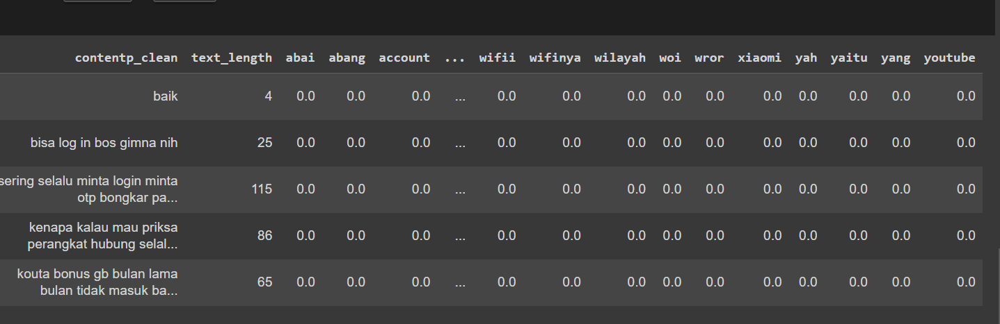 contentp_clean text_length abai abang account ... wifii wifinya wilayah woi wror xiaomi yah yaitu yang youtube
baik 4 0.0 0.0 0.0 ... 0.0 0.0 0.0 0.0 0.0 0.0 0.0 0.0 0.0 0.0
bisa log in bos gimna nih 25 0.0 0.0 0.0 ... 0.0 0.0 0.0 0.0 0.0 0.0 0.0 0.0 0.0 0.0
sering selalu minta login minta
otp bongkar pa... 115 0.0 0.0 0.0 ... 0.0 0.0 0.0 0.0 0.0 0.0 0.0 0.0 0.0 0.0
kenapa kalau mau priksa
perangkat hubung selal... 86 0.0 0.0 0.0 ... 0.0 0.0 0.0 0.0 0.0 0.0 0.0 0.0 0.0 0.0
kouta bonus gb bulan lama
bulan tidak masuk ba... 65 0.0 0.0 0.0 ... 0.0 0.0 0.0 0.0 0.0 0.0 0.0 0.0 0.0 0.0